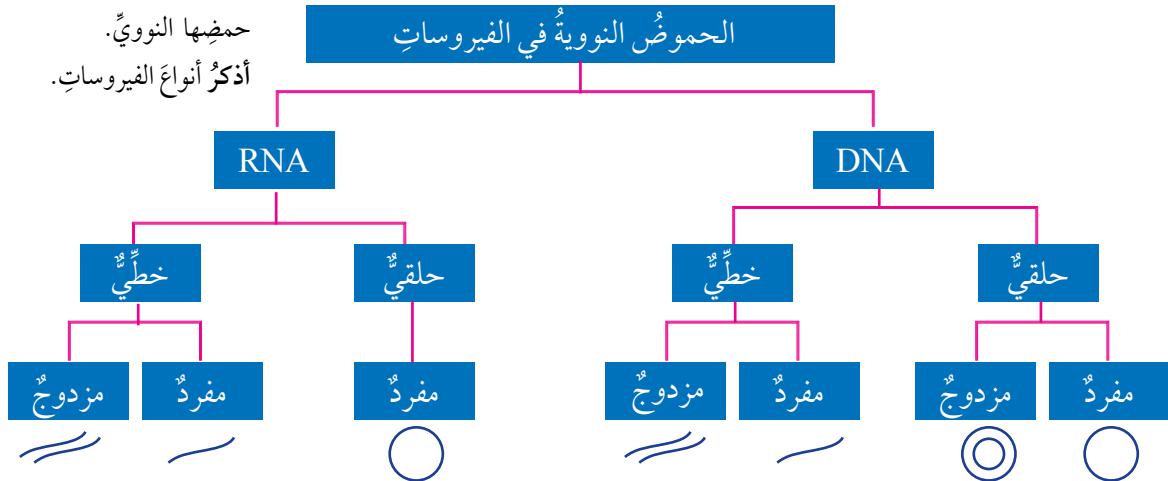 حمضِها النوويِّ.
أذكرُ أنواعَ الفيروساتِ.
الحموضُ النوويةُ في الفيروساتِ
DNA
RNA
حلقيٌّ
خطِّيٌّ
حلقيٌّ
خطِّيٌّ
مفردٌ
مزدوجٌ
مفردٌ
مزدوجٌ
مفردٌ
مفردٌ
مزدوجٌ